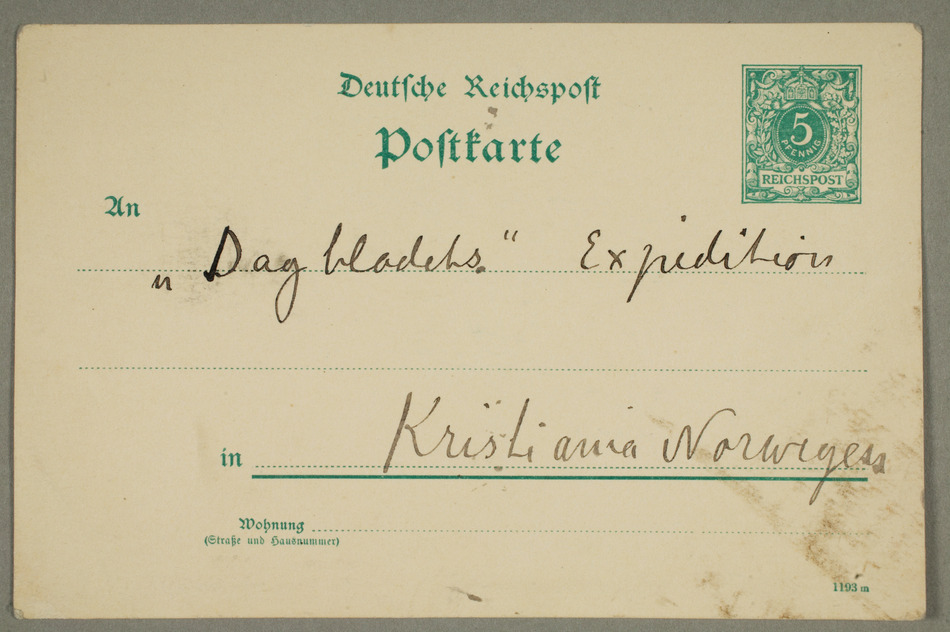 Deutsche Reichspost
Postkarte
5
PFENNIG
REICHSPOST
An
„Dagbladets“ Expedition
in Kristiania Norwegen
Wohnung
(Straße und Hausnummer)
1193 m